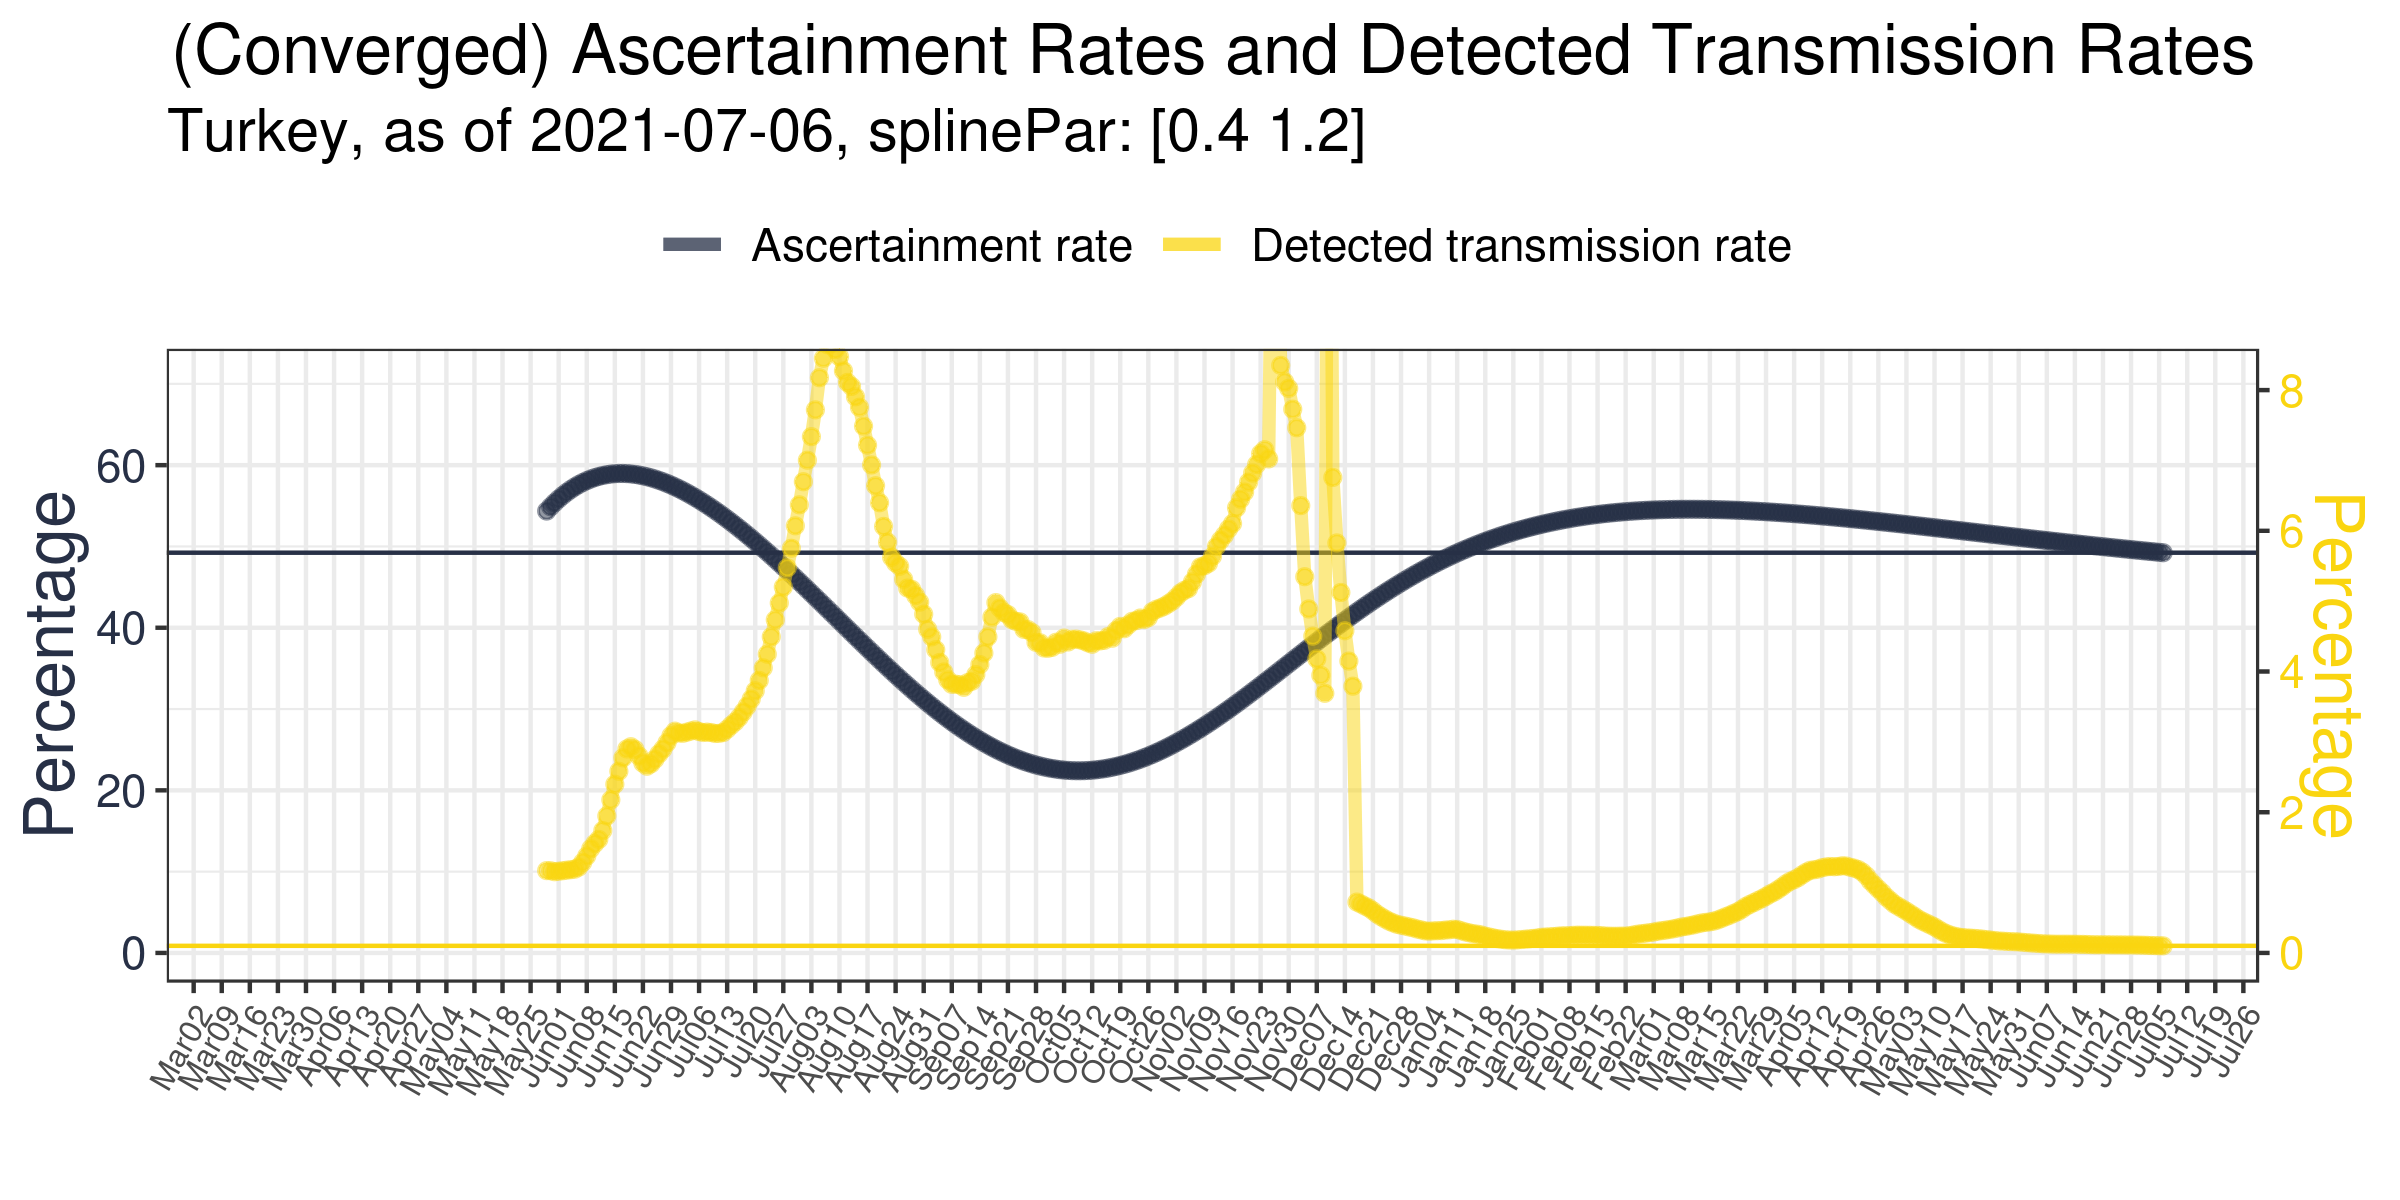 (Converged) Ascertainment Rates and Detected Transmission Rates
Turkey, as of 2021-07-06, splinePar: [0.4 1.2]
Ascertainment rate Detected transmission rate
Percentage
60
40
20
0
8
6
4
2
0
Percentage
Mar02 Mar09 Mar16 Mar23 Mar30 Apr06 Apr13 Apr20 Apr27 May04 May11 May18 May25 Jun01 Jun08 Jun15 Jun22 Jun29 Jul06 Jul13 Jul20 Jul27 Aug03 Aug10 Aug17 Aug24 Aug31 Sep07 Sep14 Sep21 Sep28 Oct05 Oct12 Oct19 Oct26 Nov02 Nov09 Nov16 Nov23 Nov30 Dec07 Dec14 Dec21 Dec28 Jan04 Jan11 Jan18 Jan25 Feb01 Feb08 Feb15 Feb22 Mar01 Mar08 Mar15 Mar22 Mar29 Apr05 Apr12 Apr19 Apr26 May03 May10 May17 May24 May31 Jun07 Jun14 Jun21 Jun28 Jul05 Jul12 Jul19 Jul26